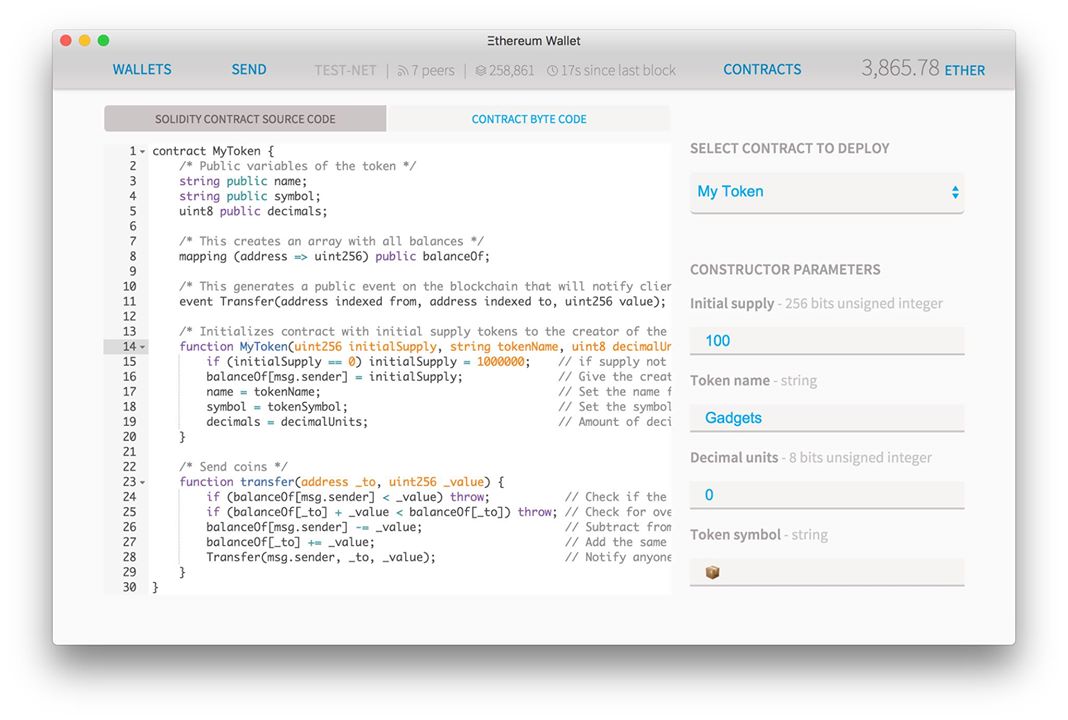 Ξthereum Wallet
WALLETS SEND TEST-NET | 7 peers | 258,861 17s since last block CONTRACTS 3,865.78 ETHER
SOLIDITY CONTRACT SOURCE CODE CONTRACT BYTE CODE
1 contract MyToken {
2 /* Public variables of the token */
3 string public name;
4 string public symbol;
5 uint8 public decimals;
6
7 /* This creates an array with all balances */
8 mapping (address => uint256) public balanceOf;
9
10 /* This generates a public event on the blockchain that will notify clien
11 event Transfer(address indexed from, address indexed to, uint256 value);
12
13 /* Initializes contract with initial supply tokens to the creator of the
14 function MyToken(uint256 initialSupply, string tokenName, uint8 decimalUn
15 if (initialSupply == 0) initialSupply = 1000000; // if supply not
16 balanceOf[msg.sender] = initialSupply; // Give the creat
17 name = tokenName; // Set the name f
18 symbol = tokenSymbol; // Set the symbol
19 decimals = decimalUnits; // Amount of deci
20 }
21
22 /* Send coins */
23 function transfer(address _to, uint256 _value) {
24 if (balanceOf[msg.sender] < _value) throw; // Check if the
25 if (balanceOf[_to] + _value < balanceOf[_to]) throw; // Check for ove
26 balanceOf[msg.sender] -= _value; // Subtract from
27 balanceOf[_to] += _value; // Add the same
28 Transfer(msg.sender, _to, _value); // Notify anyone
29 }
30 }
SELECT CONTRACT TO DEPLOY
My Token
CONSTRUCTOR PARAMETERS
Initial supply - 256 bits unsigned integer
100
Token name - string
Gadgets
Decimal units - 8 bits unsigned integer
0
Token symbol - string
📦